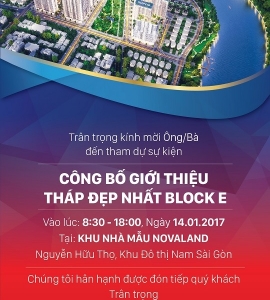 Trân trọng kính mời Ông/Bà
đến tham dự sự kiện
CÔNG BỐ GIỚI THIỆU
THÁP ĐẸP NHẤT BLOCK E
Vào lúc: 8:30 - 18:00, Ngày 14.01.2017
Tại: KHU NHÀ MẪU NOVALAND
Nguyễn Hữu Thọ, Khu Đô thị Nam Sài Gòn
Chúng tôi hân hạnh được đón tiếp quý khách
Trân trọng